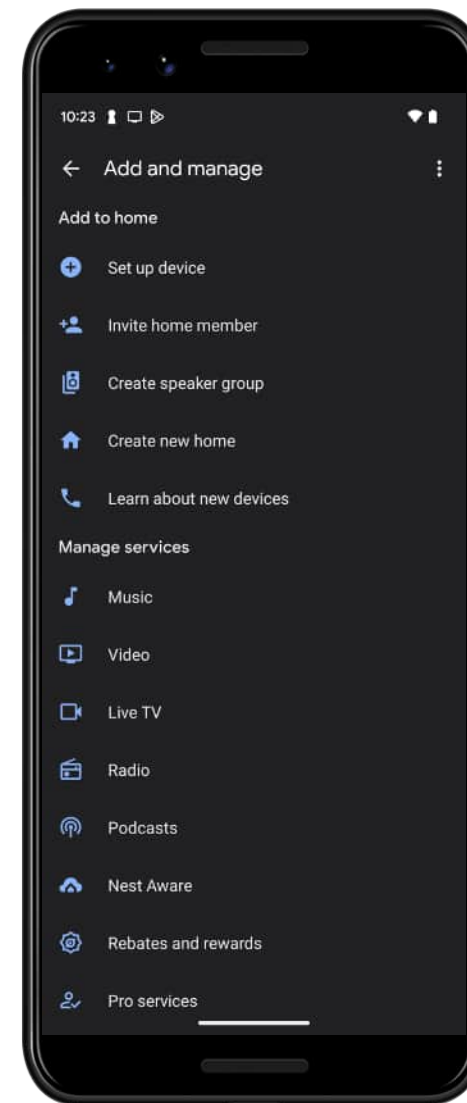 10:23
Add and manage
Add to home
Set up device
Invite home member
Create speaker group
Create new home
Learn about new devices
Manage services
Music
Video
Live TV
Radio
Podcasts
Nest Aware
Rebates and rewards
Pro services